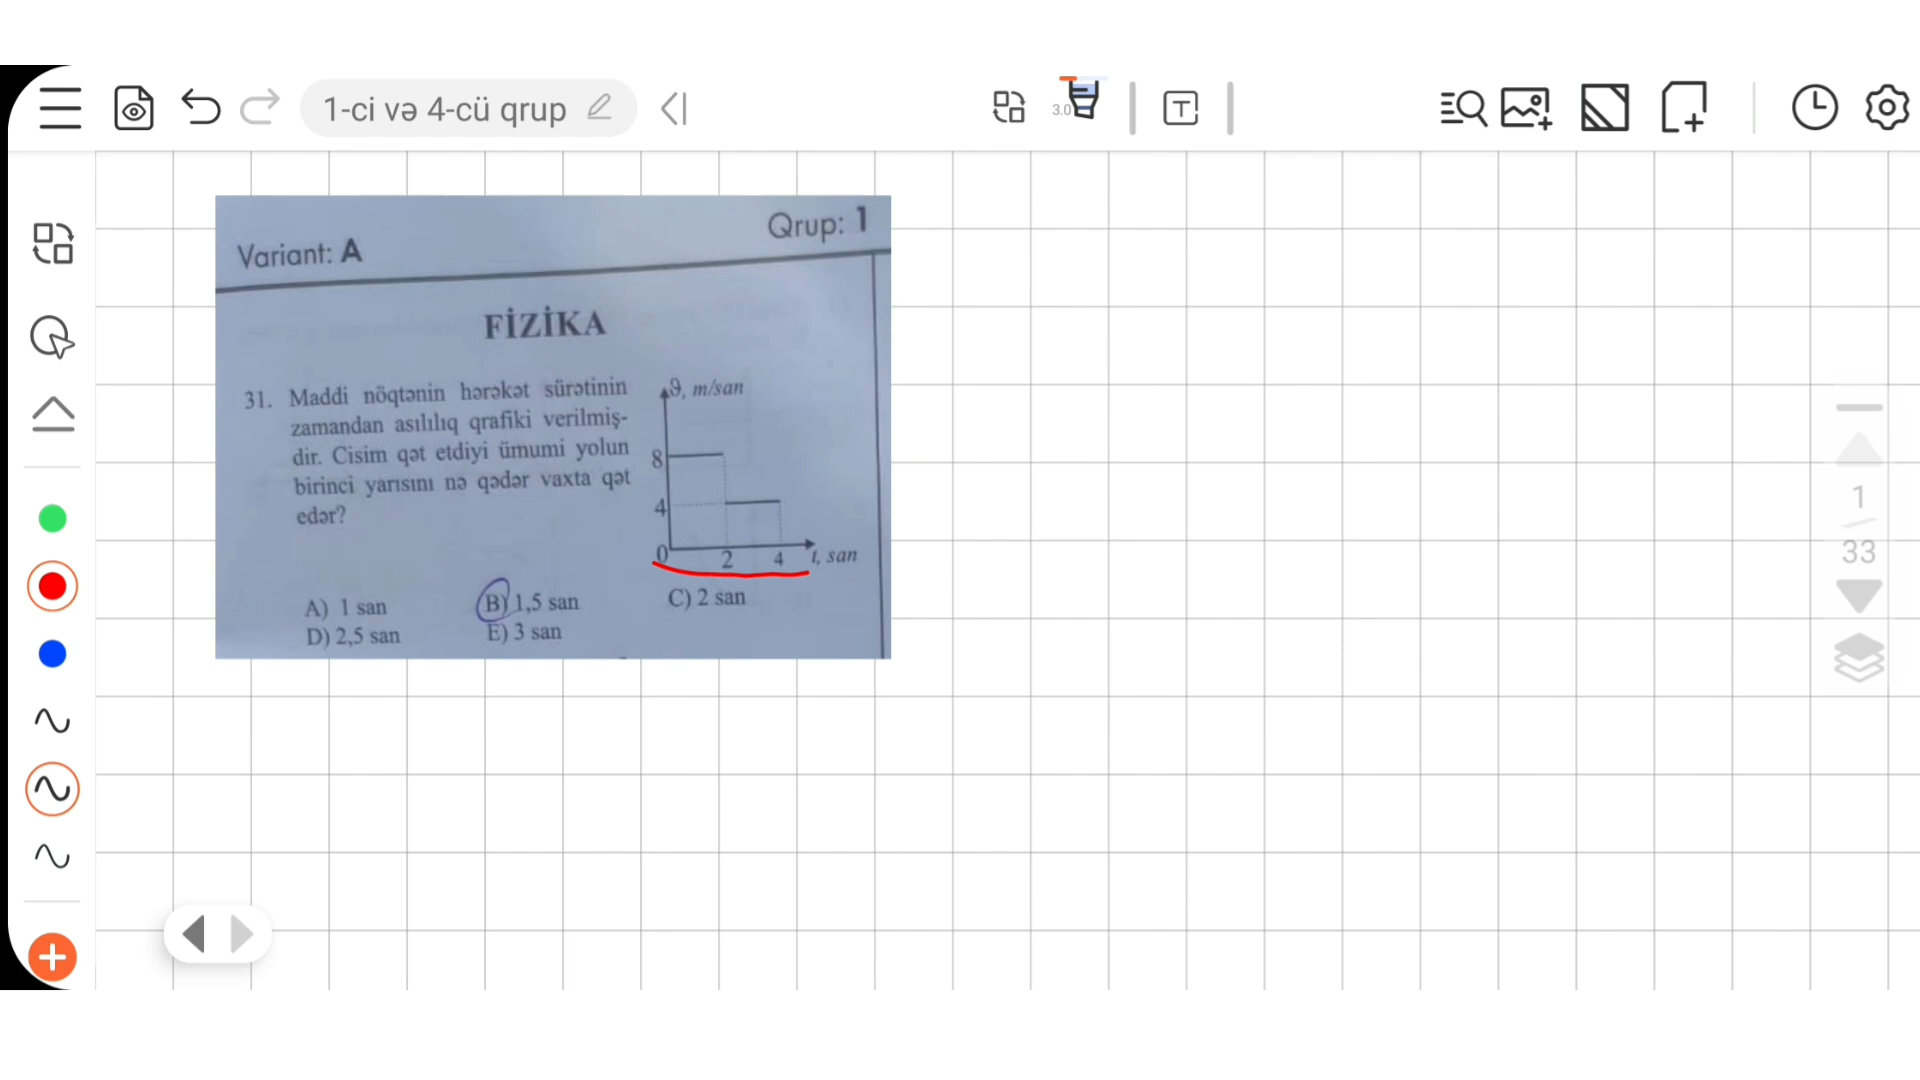 1-ci və 4-cü qrup
3.0
T
Variant: A
Qrup: 1
FİZİKA
31. Maddi nöqtənin hərəkət sürətinin
zamandan asılılıq qrafiki verilmiş-
dir. Cisim qət etdiyi ümumi yolun
birinci yarısını nə qədər vaxta qət
edər?
ϑ, m/san
8
4
0 2 4 t, san
A) 1 san B) 1,5 san C) 2 san
D) 2,5 san E) 3 san
1
33